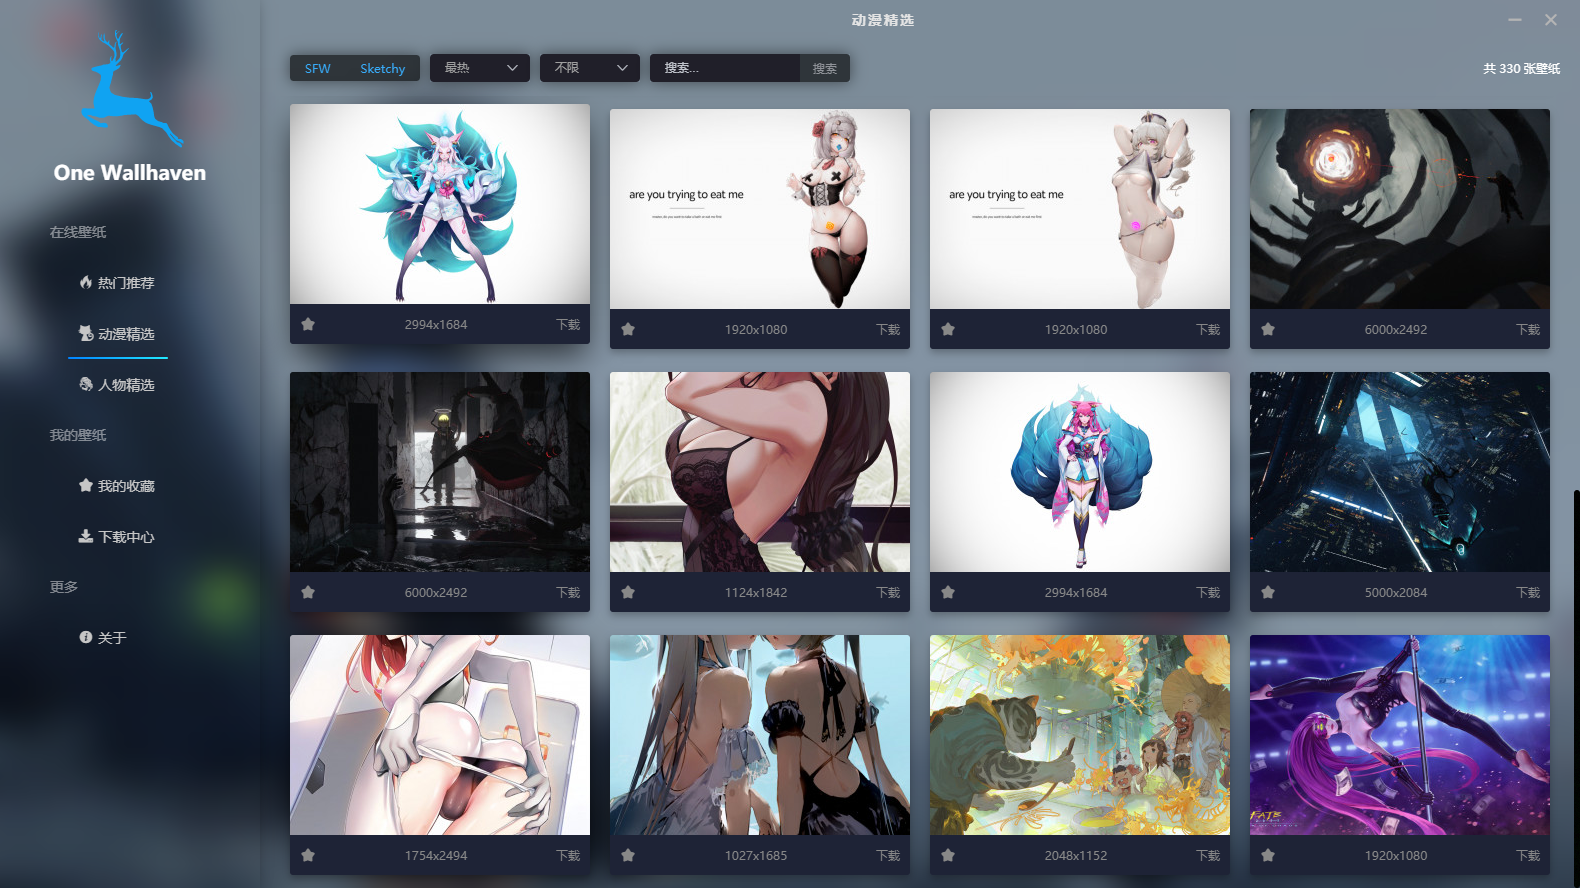 动漫精选
One Wallhaven
在线壁纸
热门推荐
动漫精选
人物精选
我的壁纸
我的收藏
下载中心
更多
关于
SFW Sketchy 最热 不限 搜索... 搜索 共 330 张壁纸
are you trying to eat me
are you trying to eat me
2994x1684 下载
1920x1080 下载
1920x1080 下载
6000x2492 下载
6000x2492 下载
1124x1842 下载
2994x1684 下载
5000x2084 下载
FATE
1754x2494 下载
1027x1685 下载
2048x1152 下载
1920x1080 下载